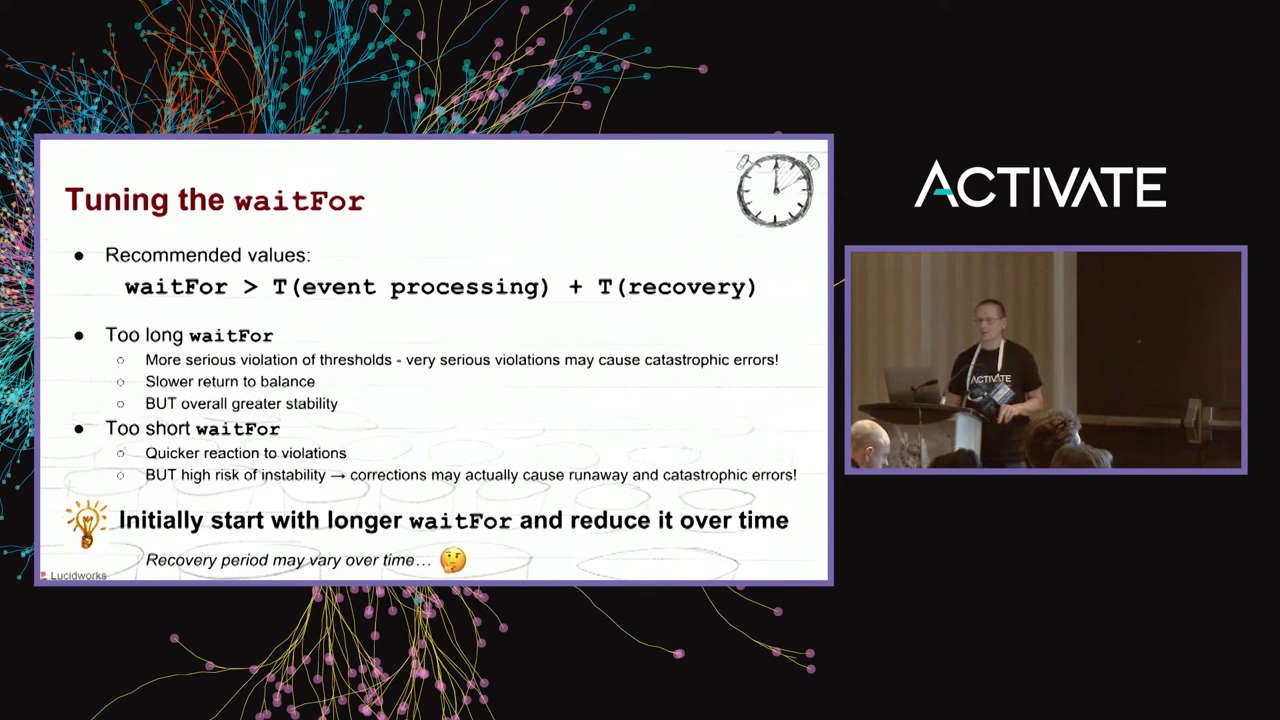 Tuning the waitFor
● Recommended values:
waitFor > T(event processing) + T(recovery)
● Too long waitFor
○ More serious violation of thresholds - very serious violations may cause catastrophic errors!
○ Slower return to balance
○ BUT overall greater stability
● Too short waitFor
○ Quicker reaction to violations
○ BUT high risk of instability → corrections may actually cause runaway and catastrophic errors!
Initially start with longer waitFor and reduce it over time
Recovery period may vary over time… 🤔
Lucidworks
ACTIVATE
ACTIVATE